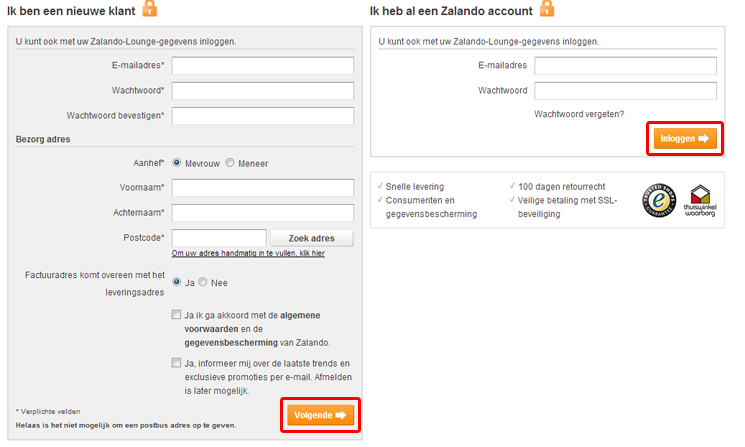 Ik ben een nieuwe klant
U kunt ook met uw Zalando-Lounge-gegevens inloggen.
E-mailadres*
Wachtwoord*
Wachtwoord bevestigen*
Bezorg adres
Aanhef* Mevrouw Meneer
Voornaam*
Achternaam*
Postcode* Zoek adres
Om uw adres handmatig in te vullen, klik hier
Factuuradres komt overeen met het
leveringsadres
Ja Nee
Ja ik ga akkoord met de algemene
voorwaarden en de
gegevensbescherming van Zalando.
Ja, informeer mij over de laatste trends en
exclusieve promoties per e-mail. Afmelden
is later mogelijk.
* Verplichte velden
Helaas is het niet mogelijk om een postbus adres op te geven.
Volgende
Ik heb al een Zalando account
U kunt ook met uw Zalando-Lounge-gegevens inloggen.
E-mailadres
Wachtwoord
Wachtwoord vergeten?
Inloggen
Snelle levering
Consumenten en
gegevensbescherming
100 dagen retourrecht
Veilige betaling met SSL-
beveiliging
TRUSTED SHOPS
GUARANTEE
e
thuiswinkel
waarborg